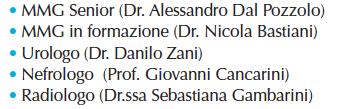 • MMG Senior (Dr. Alessandro Dal Pozzolo)
• MMG in formazione (Dr. Nicola Bastiani)
• Urologo (Dr. Danilo Zani)
• Nefrologo (Prof. Giovanni Cancarini)
• Radiologo (Dr.ssa Sebastiana Gambarini)